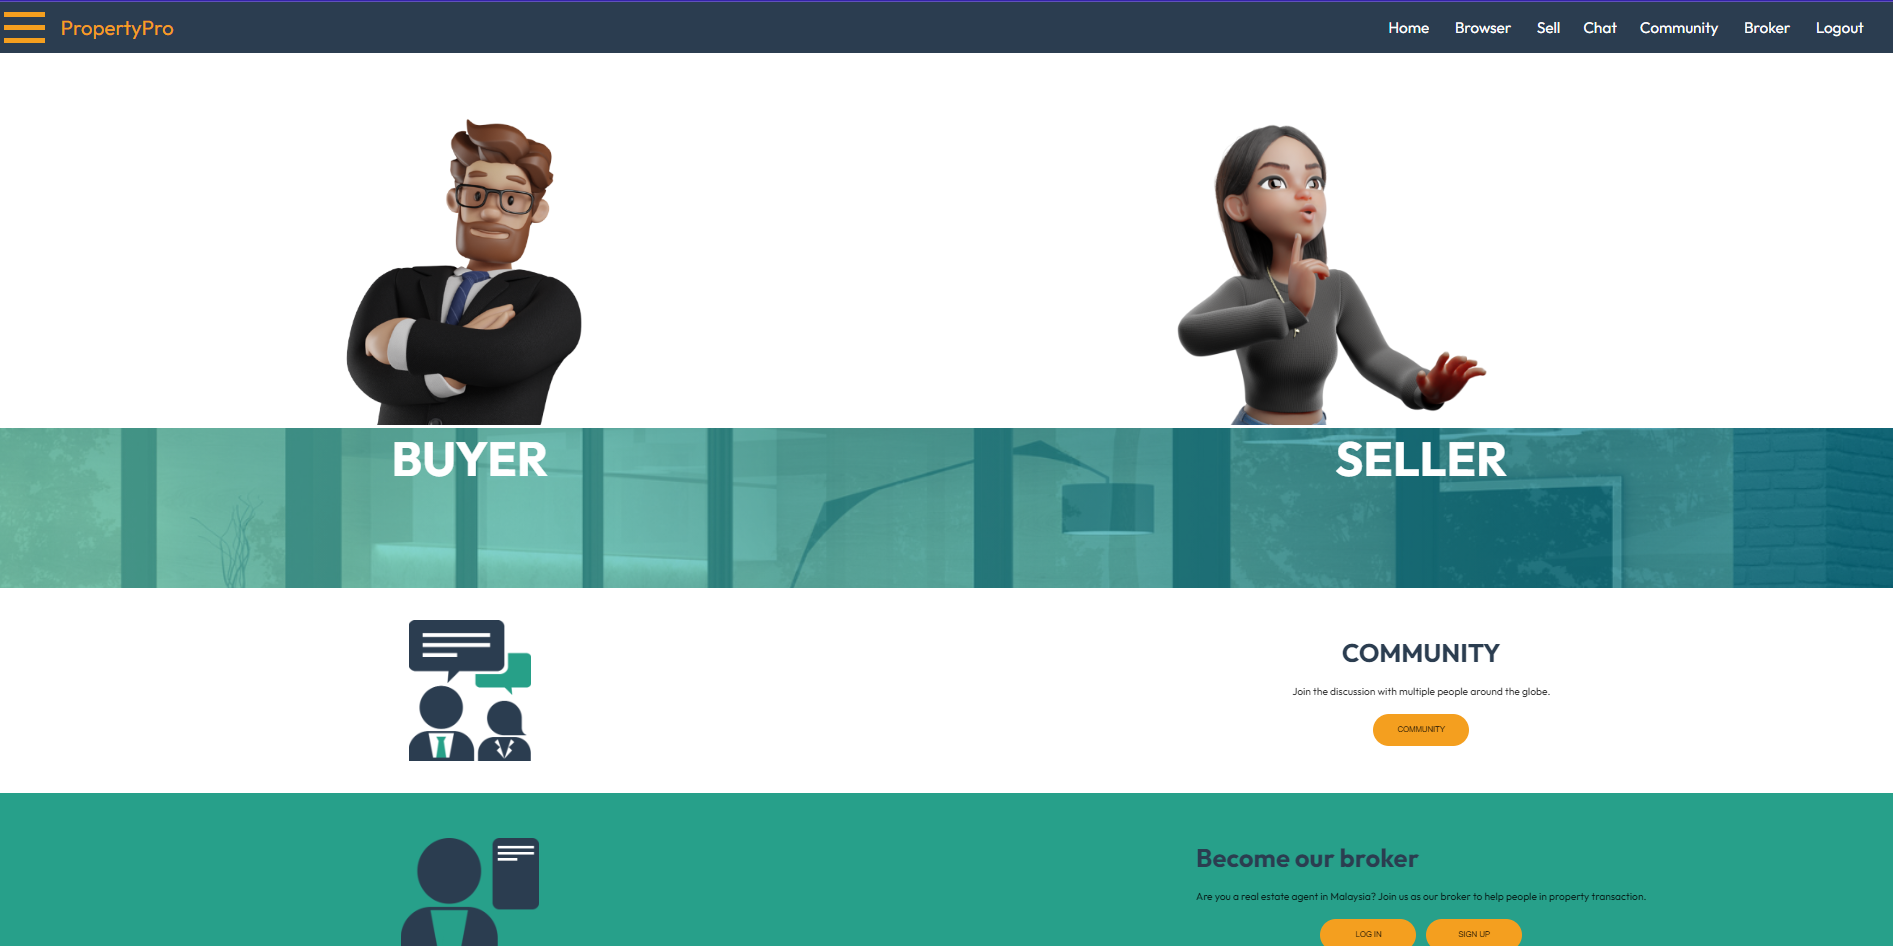 PropertyPro
Home Browser Sell Chat Community Broker Logout
BUYER
SELLER
COMMUNITY
Join the discussion with multiple people around the globe.
COMMUNITY
Become our broker
Are you a real estate agent in Malaysia? Join us as our broker to help people in property transaction.
LOG IN
SIGN UP